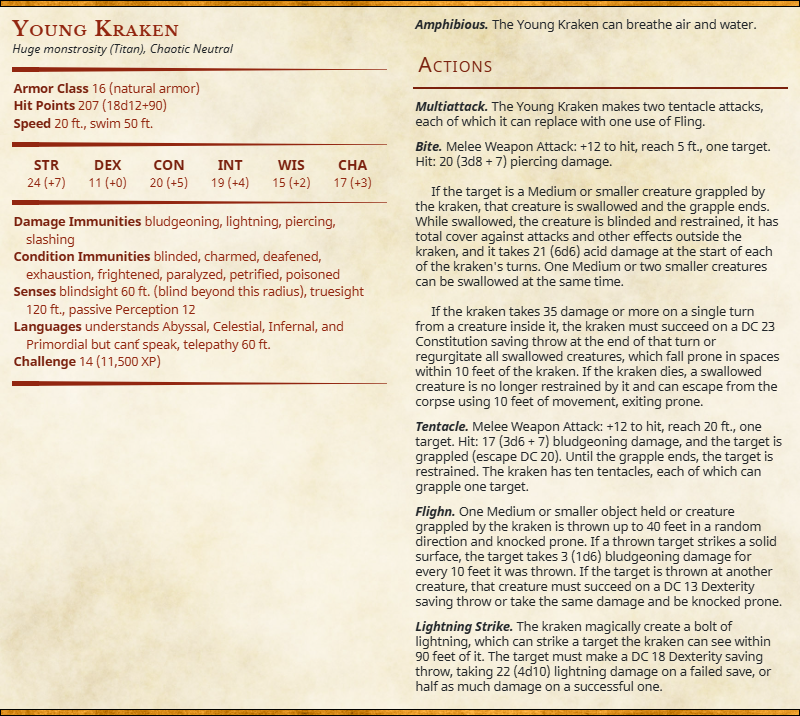 Young Kraken
Huge monstrosity (Titan), Chaotic Neutral
Armor Class 16 (natural armor)
Hit Points 207 (18d12+90)
Speed 20 ft., swim 50 ft.
STR DEX CON INT WIS CHA
24 (+7) 11 (+0) 20 (+5) 19 (+4) 15 (+2) 17 (+3)
Damage Immunities bludgeoning, lightning, piercing,
slashing
Condition Immunities blinded, charmed, deafened,
exhaustion, frightened, paralyzed, petrified, poisoned
Senses blindsight 60 ft. (blind beyond this radius), truesight
120 ft., passive Perception 12
Languages understands Abyssal, Celestial, Infernal, and
Primordial but can't speak, telepathy 60 ft.
Challenge 14 (11,500 XP)
Amphibious. The Young Kraken can breathe air and water.
Actions
Multiattack. The Young Kraken makes two tentacle attacks,
each of which it can replace with one use of Fling.
Bite. Melee Weapon Attack: +12 to hit, reach 5 ft., one target.
Hit: 20 (3d8 + 7) piercing damage.
If the target is a Medium or smaller creature grappled by
the kraken, that creature is swallowed and the grapple ends.
While swallowed, the creature is blinded and restrained, it has
total cover against attacks and other effects outside the
kraken, and it takes 21 (6d6) acid damage at the start of each
of the kraken's turns. One Medium or two smaller creatures
can be swallowed at the same time.
If the kraken takes 35 damage or more on a single turn
from a creature inside it, the kraken must succeed on a DC 23
Constitution saving throw at the end of that turn or
regurgitate all swallowed creatures, which fall prone in spaces
within 10 feet of the kraken. If the kraken dies, a swallowed
creature is no longer restrained by it and can escape from the
corpse using 10 feet of movement, exiting prone.
Tentacle. Melee Weapon Attack: +12 to hit, reach 20 ft., one
target. Hit: 17 (3d6 + 7) bludgeoning damage, and the target is
grappled (escape DC 20). Until the grapple ends, the target is
restrained. The kraken has ten tentacles, each of which can
grapple one target.
Flighn. One Medium or smaller object held or creature
grappled by the kraken is thrown up to 40 feet in a random
direction and knocked prone. If a thrown target strikes a solid
surface, the target takes 3 (1d6) bludgeoning damage for
every 10 feet it was thrown. If the target is thrown at another
creature, that creature must succeed on a DC 13 Dexterity
saving throw or take the same damage and be knocked prone.
Lightning Strike. The kraken magically create a bolt of
lightning, which can strike a target the kraken can see within
90 feet of it. The target must make a DC 18 Dexterity saving
throw, taking 22 (4d10) lightning damage on a failed save, or
half as much damage on a successful one.